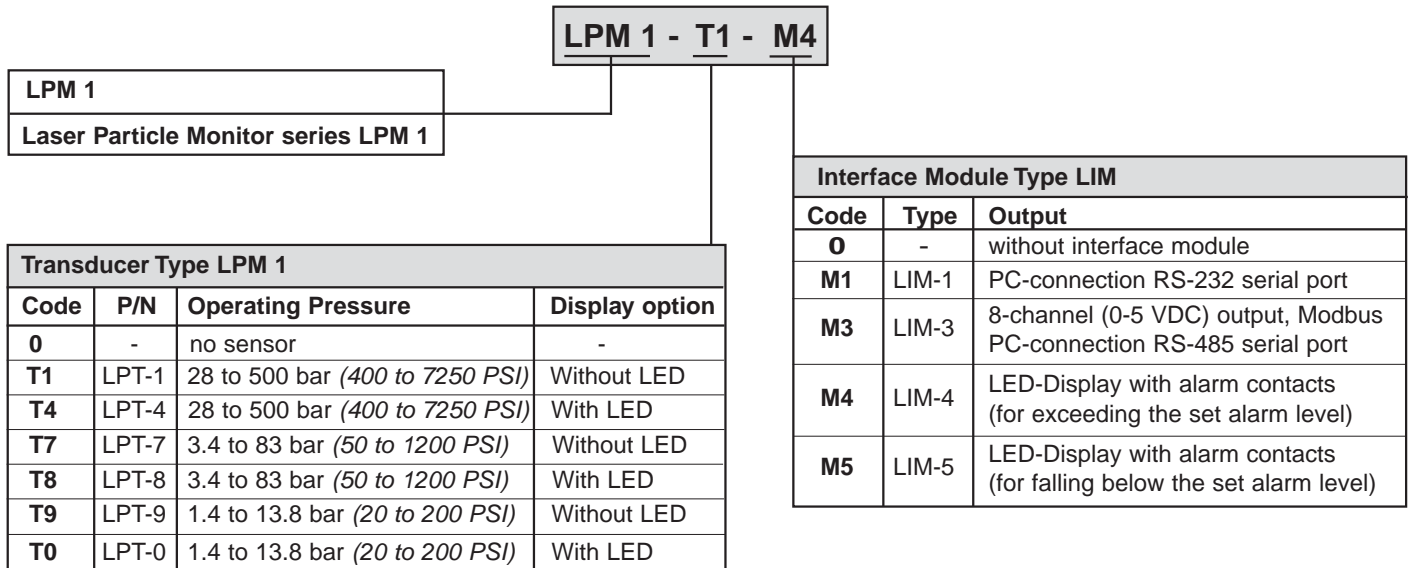 LPM 1 - T1 - M4
LPM 1
Laser Particle Monitor series LPM 1
Transducer Type LPM 1
Code P/N Operating Pressure Display option
0 - no sensor -
T1 LPT-1 28 to 500 bar (400 to 7250 PSI) Without LED
T4 LPT-4 28 to 500 bar (400 to 7250 PSI) With LED
T7 LPT-7 3.4 to 83 bar (50 to 1200 PSI) Without LED
T8 LPT-8 3.4 to 83 bar (50 to 1200 PSI) With LED
T9 LPT-9 1.4 to 13.8 bar (20 to 200 PSI) Without LED
T0 LPT-0 1.4 to 13.8 bar (20 to 200 PSI) With LED
Interface Module Type LIM
Code Type Output
0 - without interface module
M1 LIM-1 PC-connection RS-232 serial port
M3 LIM-3 8-channel (0-5 VDC) output, Modbus
PC-connection RS-485 serial port
M4 LIM-4 LED-Display with alarm contacts
(for exceeding the set alarm level)
M5 LIM-5 LED-Display with alarm contacts
(for falling below the set alarm level)